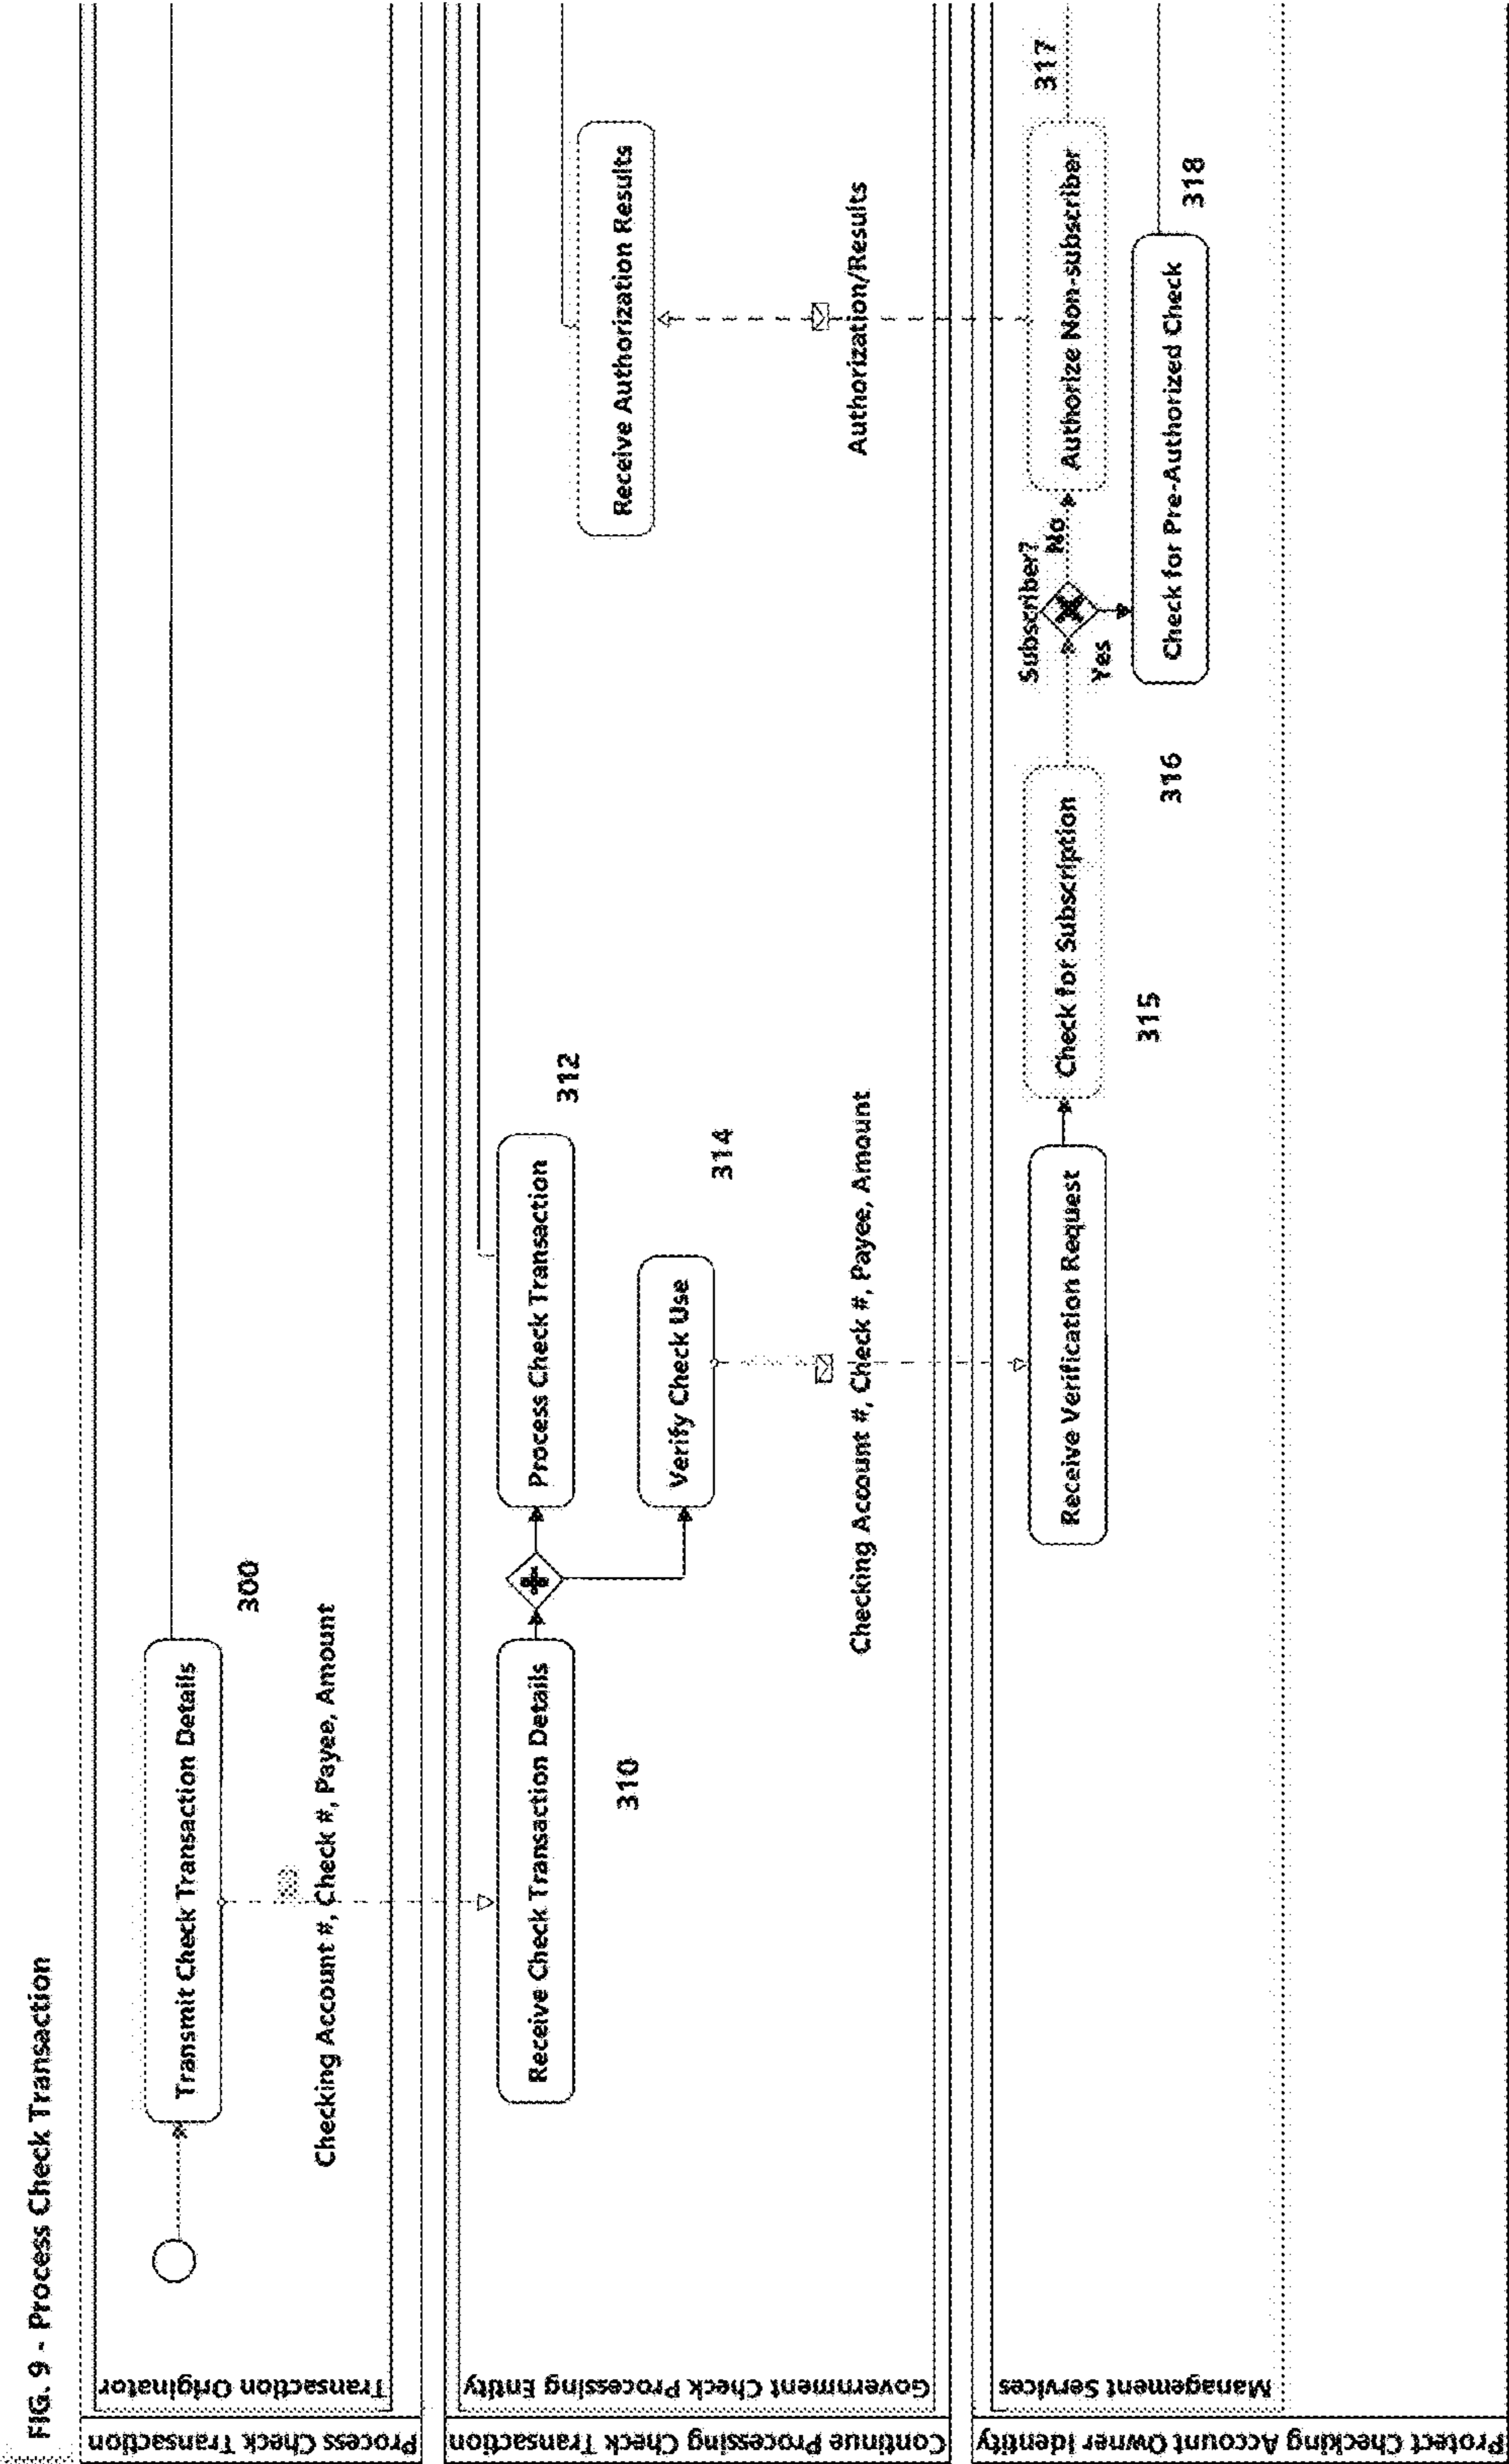 FIG. 9 - Process Check Transaction
Process Check Transaction
Transaction Originator
Transmit Check Transaction Details
300
Checking Account #, Check #, Payee, Amount
Continue Processing Check Transaction
Government Check Processing Entity
Receive Check Transaction Details
310
Process Check Transaction
312
Verify Check Use
314
Checking Account #, Check #, Payee, Amount
Receive Authorization Results
Authorization/Results
Protect Checking Account Owner Identity
Management Services
Receive Verification Request
315
Check for Subscription
316
Subscriber?
No
Yes
Authorize Non-subscriber
317
Check for Pre-Authorized Check
318